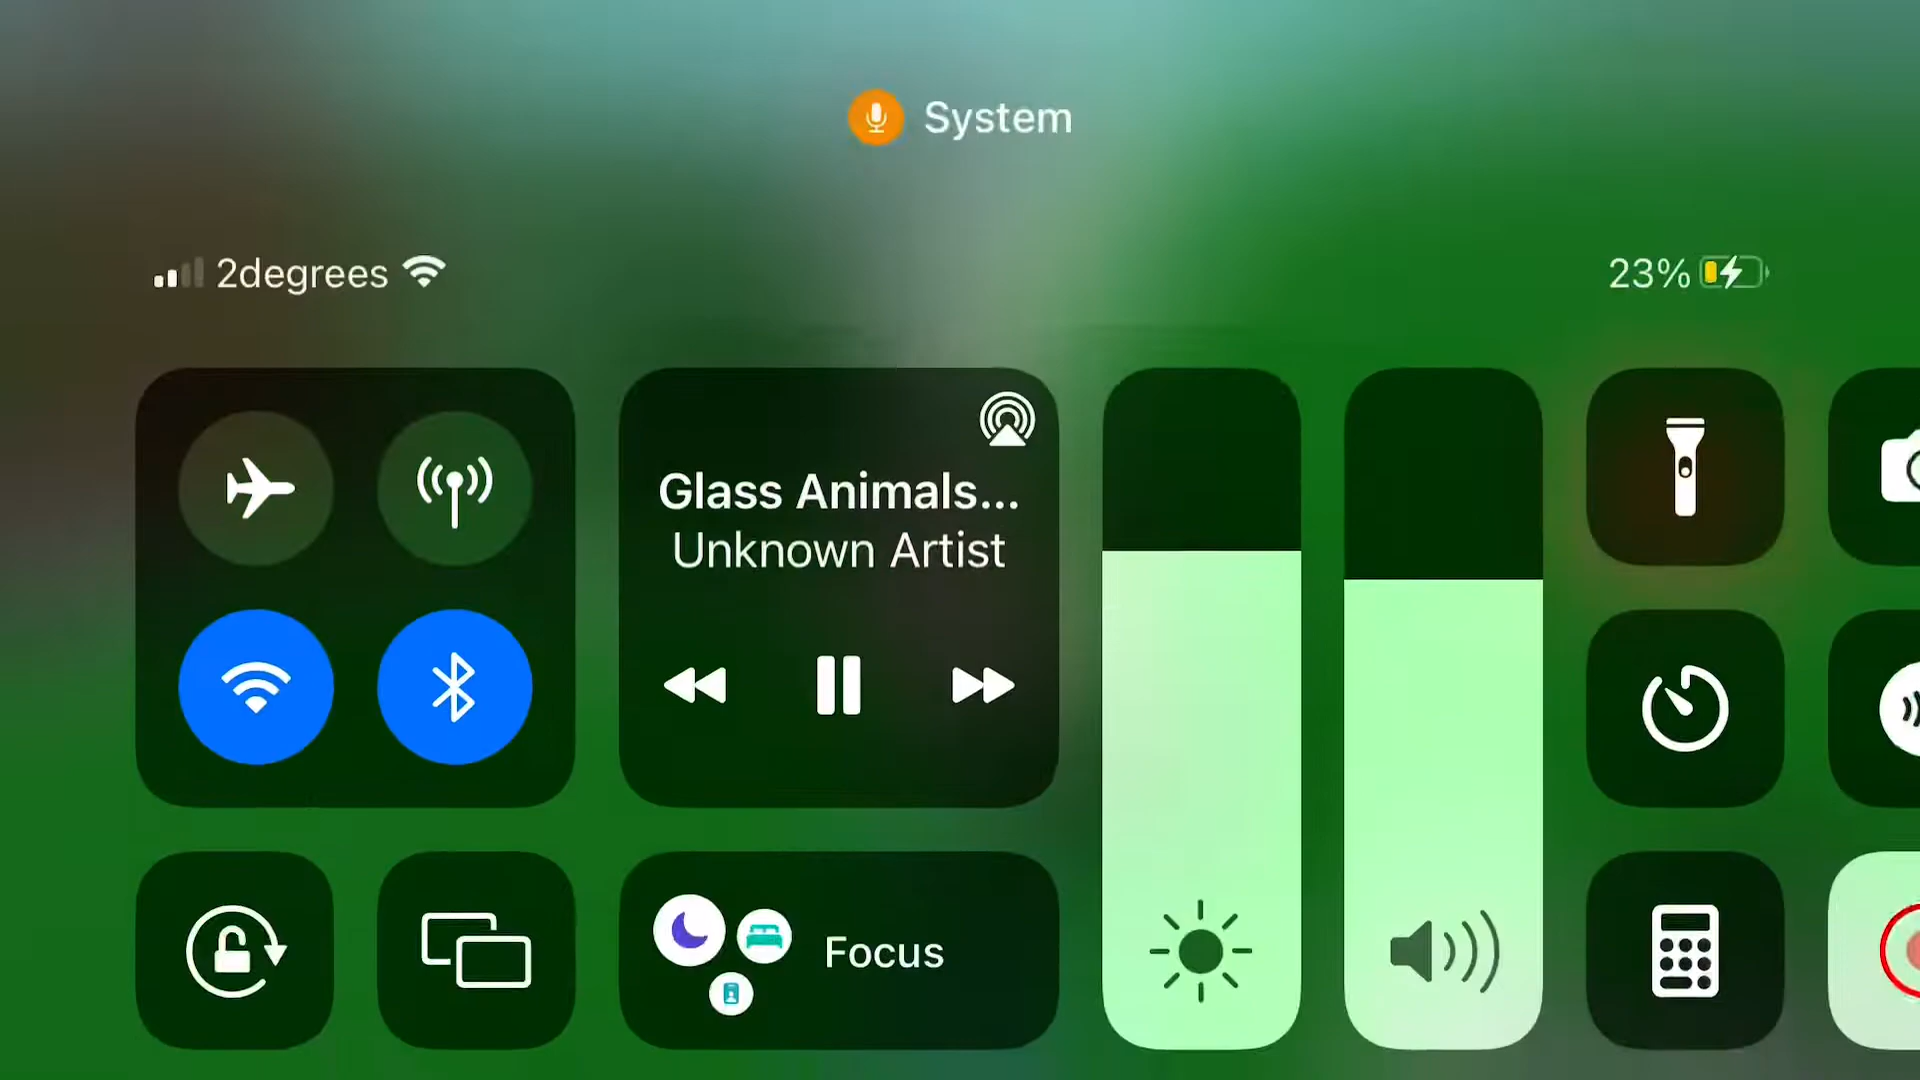 System
2degrees
23%
Glass Animals...
Unknown Artist
Focus